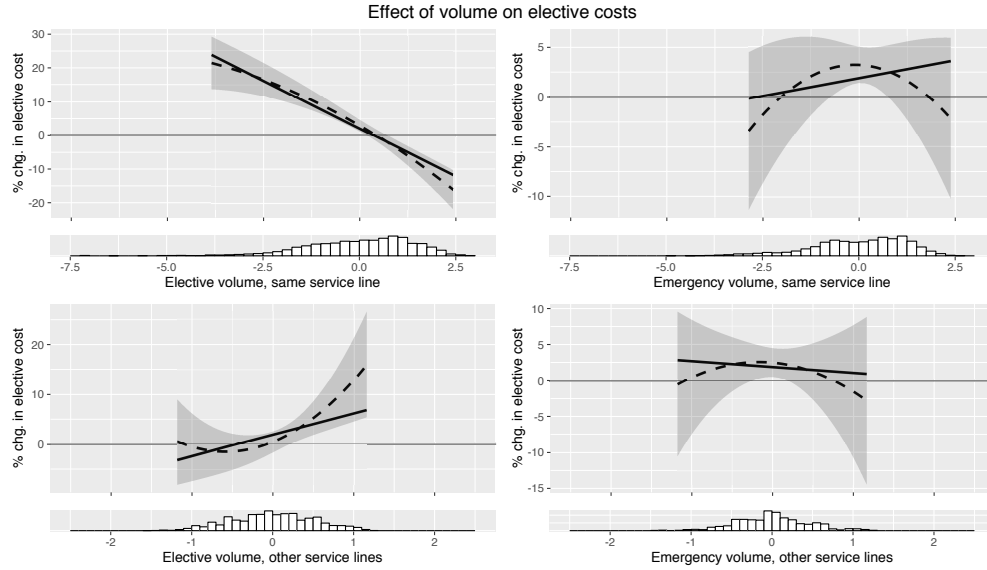 Effect of volume on elective costs
% chg. in elective cost
30
20
10
0
-10
-20
-7.5 -5.0 -2.5 0.0 2.5
Elective volume, same service line
% chg. in elective cost
5
0
-5
-10
-7.5 -5.0 -2.5 0.0 2.5
Emergency volume, same service line
% chg. in elective cost
20
10
0
-2 -1 0 1 2
Elective volume, other service lines
% chg. in elective cost
10
5
0
-5
-10
-15
-2 -1 0 1 2
Emergency volume, other service lines